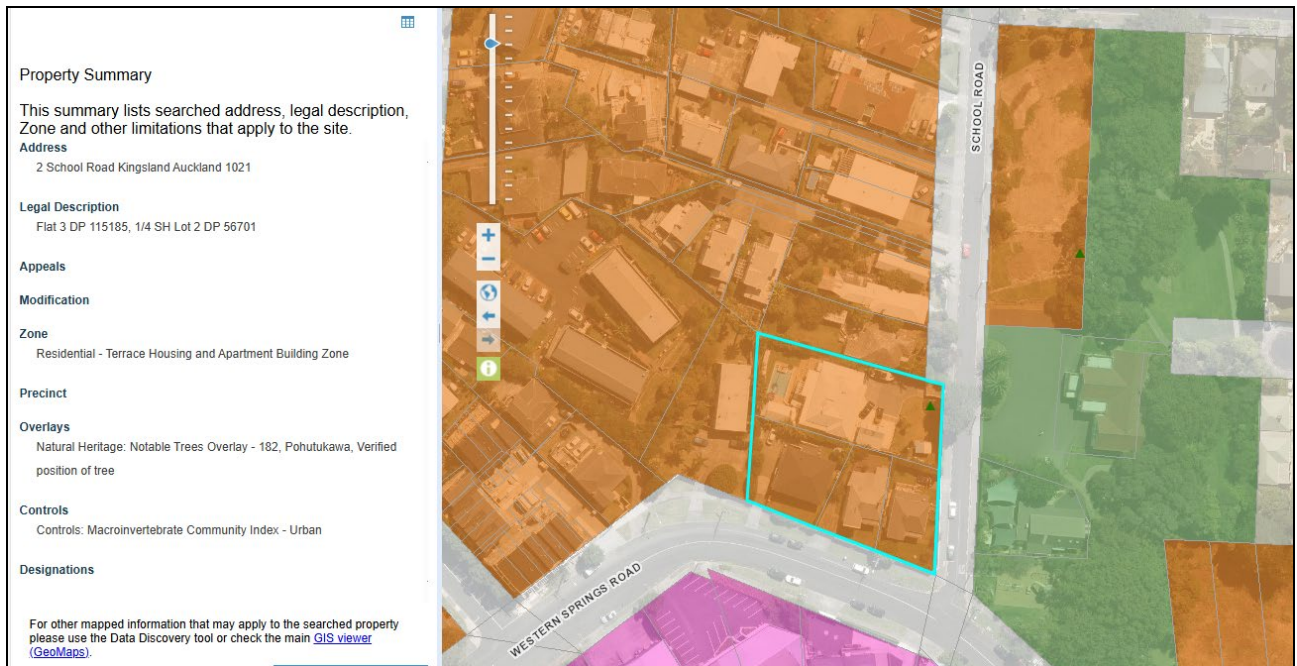 Property Summary
This summary lists searched address, legal description,
Zone and other limitations that apply to the site.
Address
2 School Road Kingsland Auckland 1021
Legal Description
Flat 3 DP 115185, 1/4 SH Lot 2 DP 56701
Appeals
Modification
Zone
Residential - Terrace Housing and Apartment Building Zone
Precinct
Overlays
Natural Heritage: Notable Trees Overlay - 182, Pohutukawa, Verified
position of tree
Controls
Controls: Macroinvertebrate Community Index - Urban
Designations
For other mapped information that may apply to the searched property
please use the Data Discovery tool or check the main GIS viewer
(GeoMaps).
SCHOOL ROAD
WESTERN SPRINGS ROAD